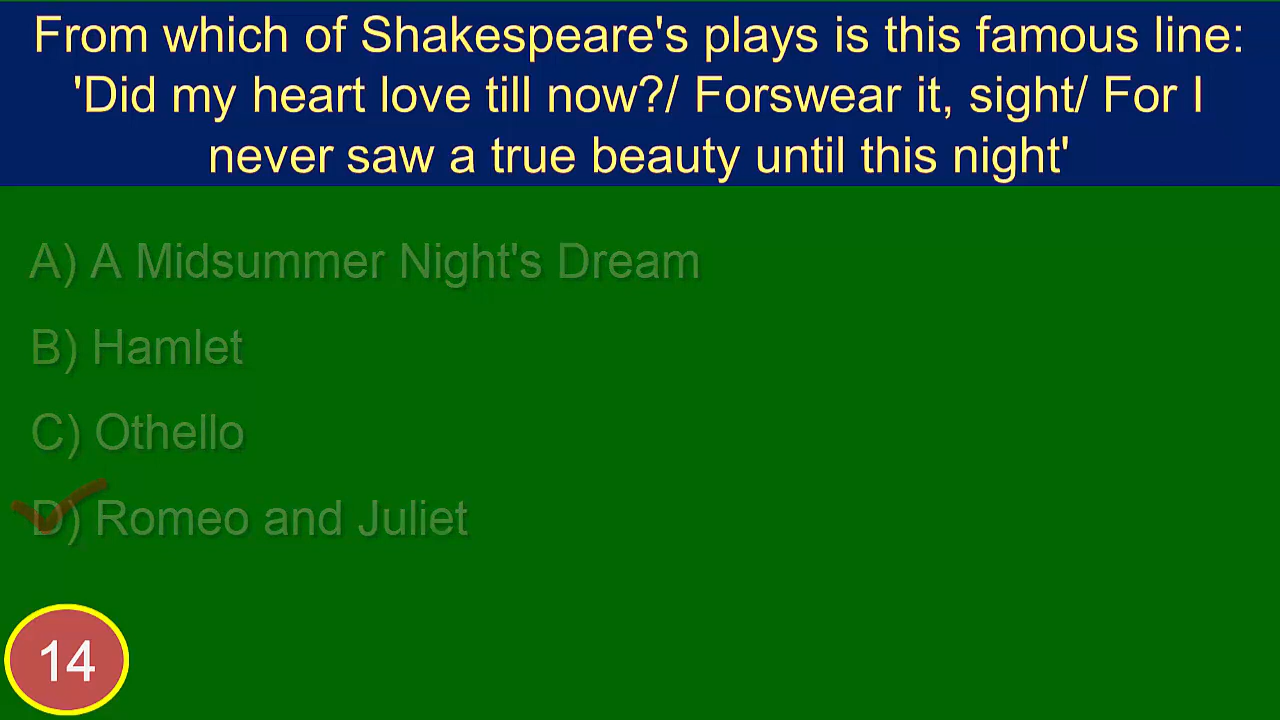 From which of Shakespeare's plays is this famous line:
'Did my heart love till now?/ Forswear it, sight/ For I
never saw a true beauty until this night'
A) A Midsummer Night's Dream
B) Hamlet
C) Othello
D) Romeo and Juliet
14